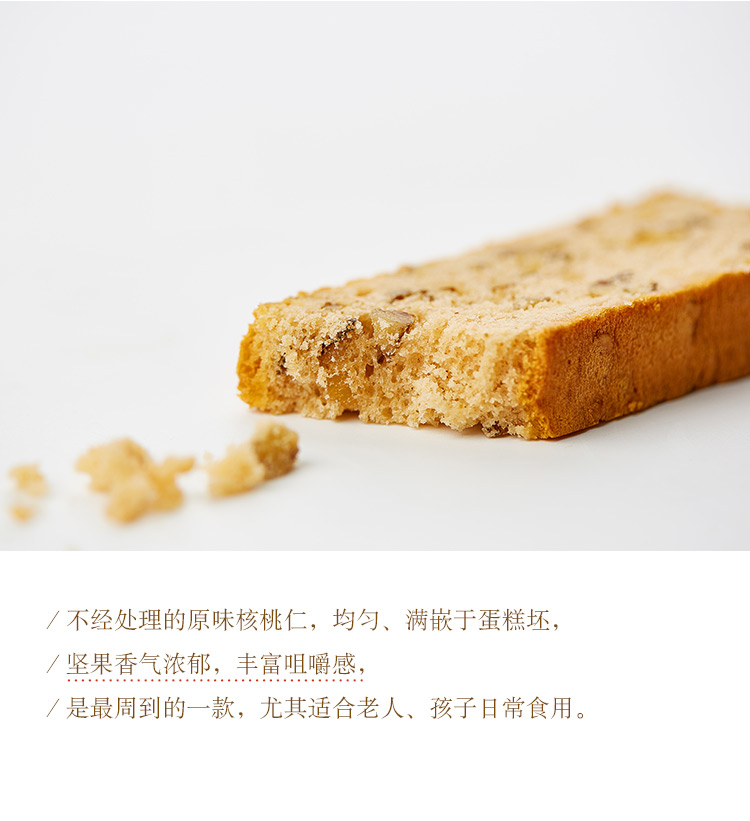 / 不经处理的原味核桃仁，均匀、满嵌于蛋糕坯，
/ 坚果香气浓郁，丰富咀嚼感，
/ 是最周到的一款，尤其适合老人、孩子日常食用。